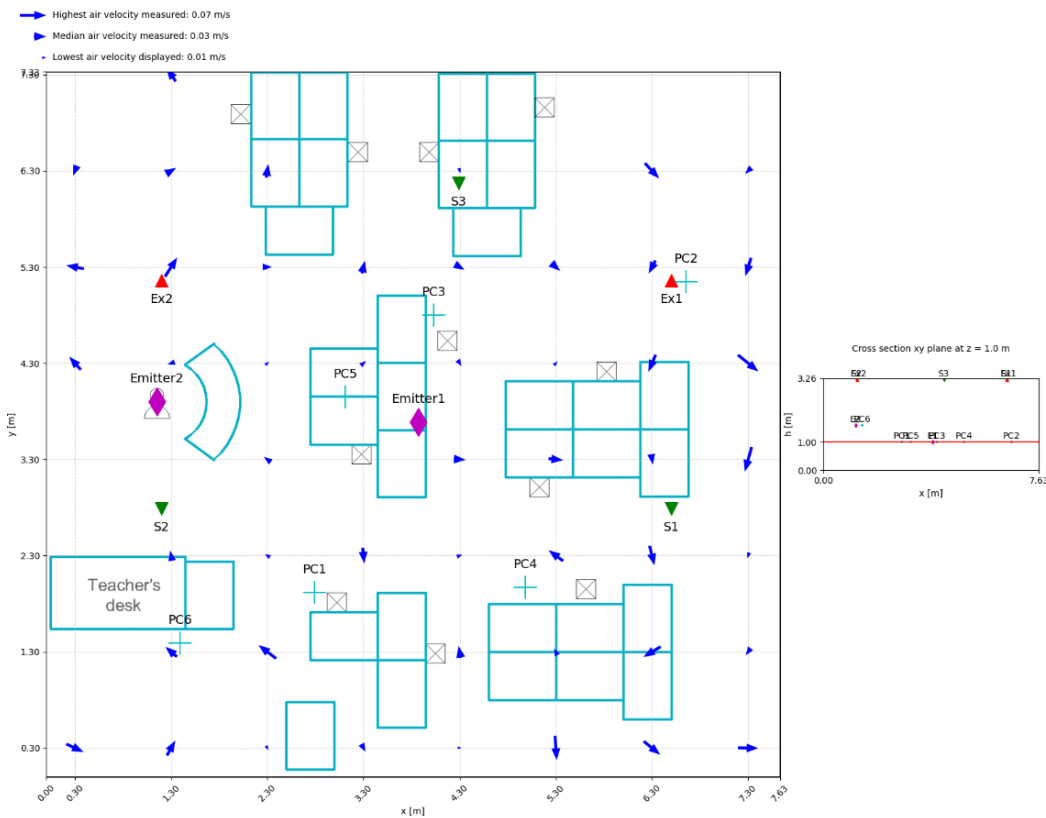 Highest air velocity measured: 0.07 m/s
Median air velocity measured: 0.03 m/s
Lowest air velocity displayed: 0.01 m/s
7.30
6.30
S3
5.30
Ex2
Ex1
PC2
PC3
4.30
Emitter2
PC5
Emitter1
y [m]
3.30
S2
S1
2.30
Teacher's
desk
PC1
PC4
PC6
1.30
0.30
0.00 0.30 1.30 2.30 3.30 4.30 5.30 6.30 7.30 7.63
x [m]
Cross section xy plane at z = 1.0 m
3.26
S3
h [m]
PC3 PC4 PC2
1.00
0.00
0.00 7.63
x [m]